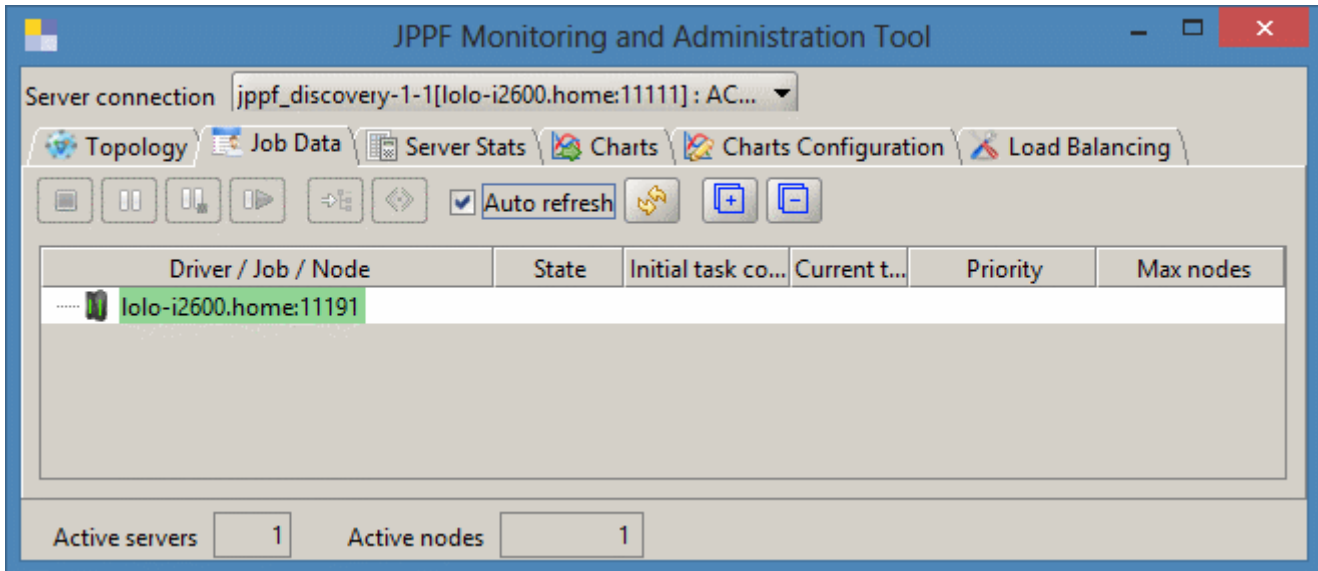 JPPF Monitoring and Administration Tool
Server connection jppf_discovery-1-1[lolo-i2600.home:11111] : AC...
Topology Job Data Server Stats Charts Charts Configuration Load Balancing
Auto refresh
Driver / Job / Node State Initial task co... Current t... Priority Max nodes
lolo-i2600.home:11191
Active servers 1 Active nodes 1